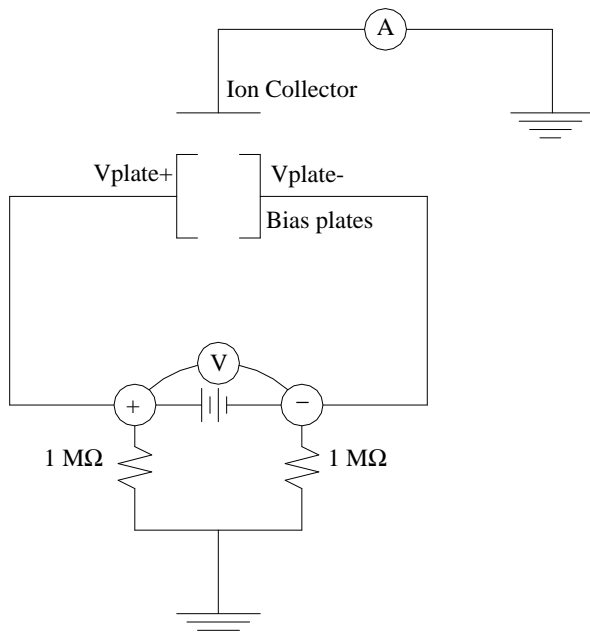 A
Ion Collector
Vplate+ Vplate-
Bias plates
V
+ −
1 MΩ 1 MΩ